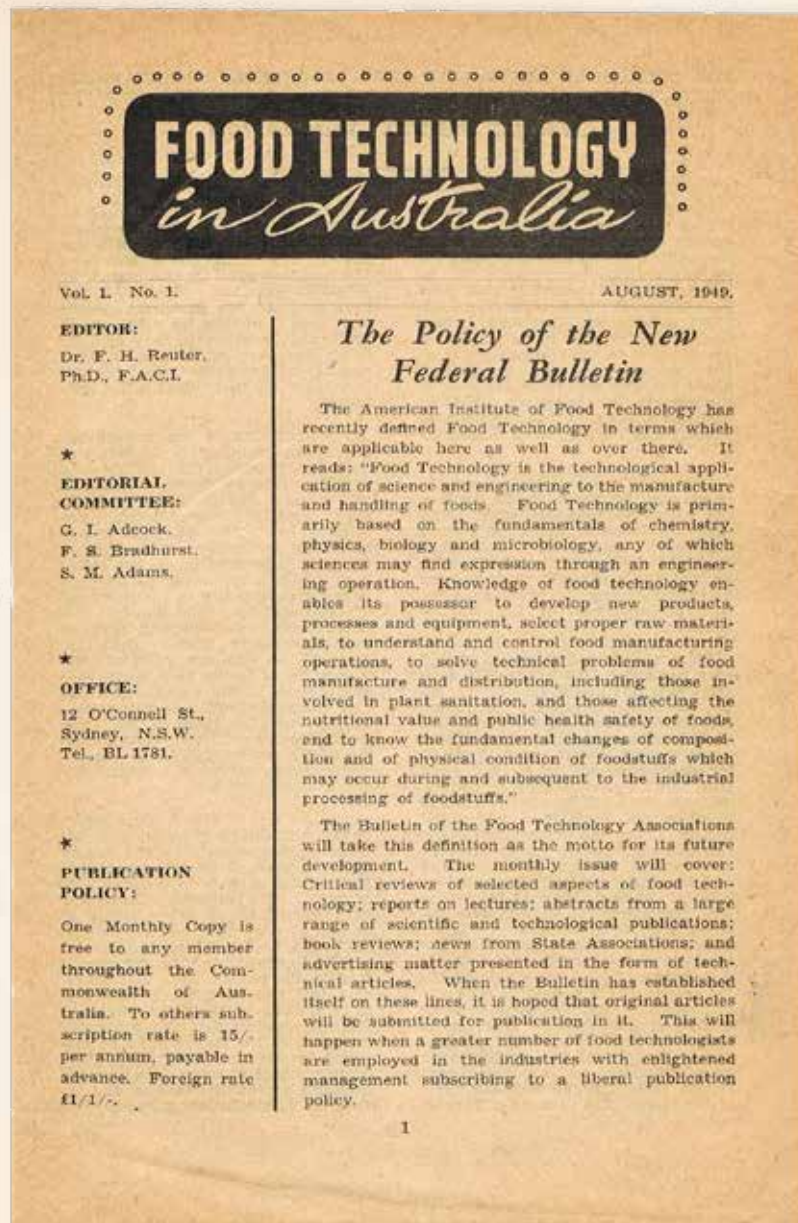 FOOD TECHNOLOGY
in Australia
Vol. 1. No. 1.
AUGUST, 1949.
EDITOR:
Dr. F. H. Reuter,
Ph.D., F.A.C.I.
★
EDITORIAL
COMMITTEE:
G. I. Adcock.
F. S. Bradhurst.
S. M. Adams.
★
OFFICE:
12 O'Connell St.,
Sydney, N.S.W.
Tel., BL 1781.
★
PUBLICATION
POLICY:
One Monthly Copy is
free to any member
throughout the Com-
monwealth of Aus-
tralia. To others sub-
scription rate is 15/-
per annum, payable in
advance. Foreign rate
£1/1/-.
The Policy of the New
Federal Bulletin
The American Institute of Food Technology has
recently defined Food Technology in terms which
are applicable here as well as over there. It
reads: "Food Technology is the technological appli-
cation of science and engineering to the manufacture
and handling of foods. Food Technology is prim-
arily based on the fundamentals of chemistry,
physics, biology and microbiology, any of which
sciences may find expression through an engineer-
ing operation. Knowledge of food technology en-
ables its possessor to develop new products,
processes and equipment, select proper raw materi-
als, to understand and control food manufacturing
operations, to solve technical problems of food
manufacture and distribution, including those in-
volved in plant sanitation, and those affecting the
nutritional value and public health safety of foods,
and to know the fundamental changes of composi-
tion and of physical condition of foodstuffs which
may occur during and subsequent to the industrial
processing of foodstuffs."
The Bulletin of the Food Technology Associations
will take this definition as the motto for its future
development. The monthly issue will cover:
Critical reviews of selected aspects of food tech-
nology; reports on lectures; abstracts from a large
range of scientific and technological publications;
book reviews; news from State Associations; and
advertising matter presented in the form of tech-
nical articles. When the Bulletin has established
itself on these lines, it is hoped that original articles
will be submitted for publication in it. This will
happen when a greater number of food technologists
are employed in the industries with enlightened
management subscribing to a liberal publication
policy.
1